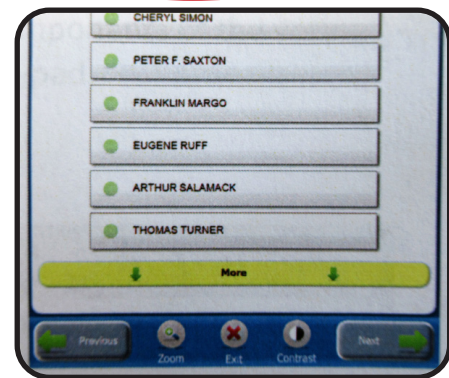 CHERYL SIMON
PETER F. SAXTON
FRANKLIN MARGO
EUGENE RUFF
ARTHUR SALAMACK
THOMAS TURNER
More
Previous
Zoom
Exit
Contrast
Next